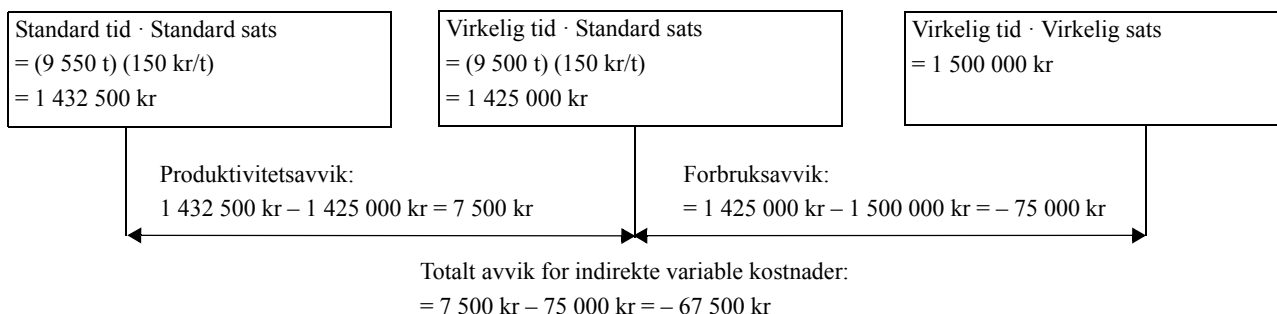 Standard tid · Standard sats
= (9 550 t) (150 kr/t)
= 1 432 500 kr
Virkelig tid · Standard sats
= (9 500 t) (150 kr/t)
= 1 425 000 kr
Virkelig tid · Virkelig sats
= 1 500 000 kr
Produktivitetsavvik:
1 432 500 kr – 1 425 000 kr = 7 500 kr
Forbruksavvik:
= 1 425 000 kr – 1 500 000 kr = – 75 000 kr
Totalt avvik for indirekte variable kostnader:
= 7 500 kr – 75 000 kr = – 67 500 kr